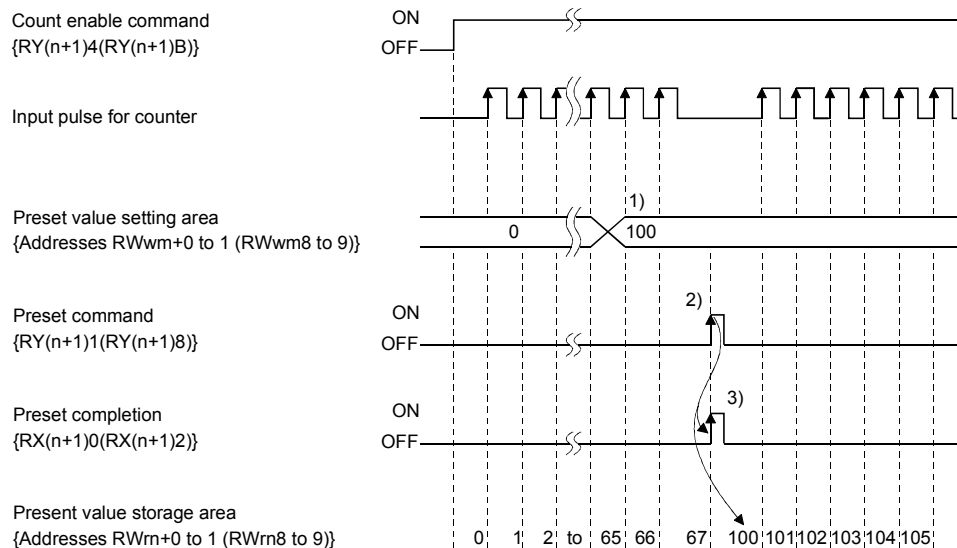 Count enable command
{RY(n+1)4(RY(n+1)B)}
ON
OFF
Input pulse for counter
Preset value setting area
{Addresses RWwm+0 to 1 (RWwm8 to 9)}
0
1)
100
Preset command
{RY(n+1)1(RY(n+1)8)}
ON
OFF
2)
Preset completion
{RX(n+1)0(RX(n+1)2)}
ON
OFF
3)
Present value storage area
{Addresses RWrn+0 to 1 (RWrn8 to 9)}
0 1 2 to 65 66 67 100 101 102 103 104 105